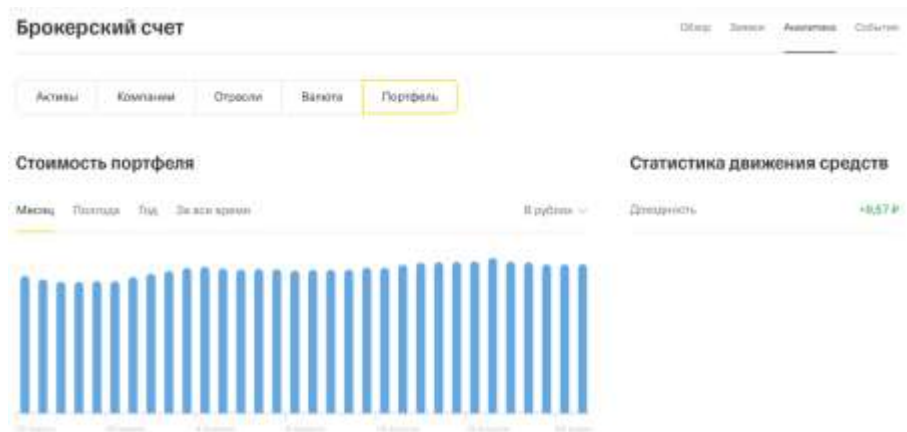 Брокерский счет
Обзор Заявки Аналитика События
Активы Компании Отрасли Валюта Портфель
Стоимость портфеля
Статистика движения средств
Месяц Полгода Год За все время В рублях
Доходность +9,57 ₽